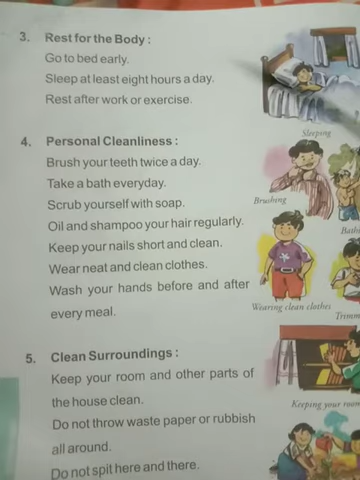 3. Rest for the Body :
Go to bed early.
Sleep at least eight hours a day.
Rest after work or exercise.
Sleeping
4. Personal Cleanliness :
Brush your teeth twice a day.
Take a bath everyday.
Scrub yourself with soap.
Brushing
Oil and shampoo your hair regularly.
Bathi
Keep your nails short and clean.
Wear neat and clean clothes.
Wash your hands before and after
every meal.
Wearing clean clothes
Trimm
5. Clean Surroundings :
Keep your room and other parts of
the house clean.
Keeping your room
Do not throw waste paper or rubbish
all around.
Do not spit here and there.